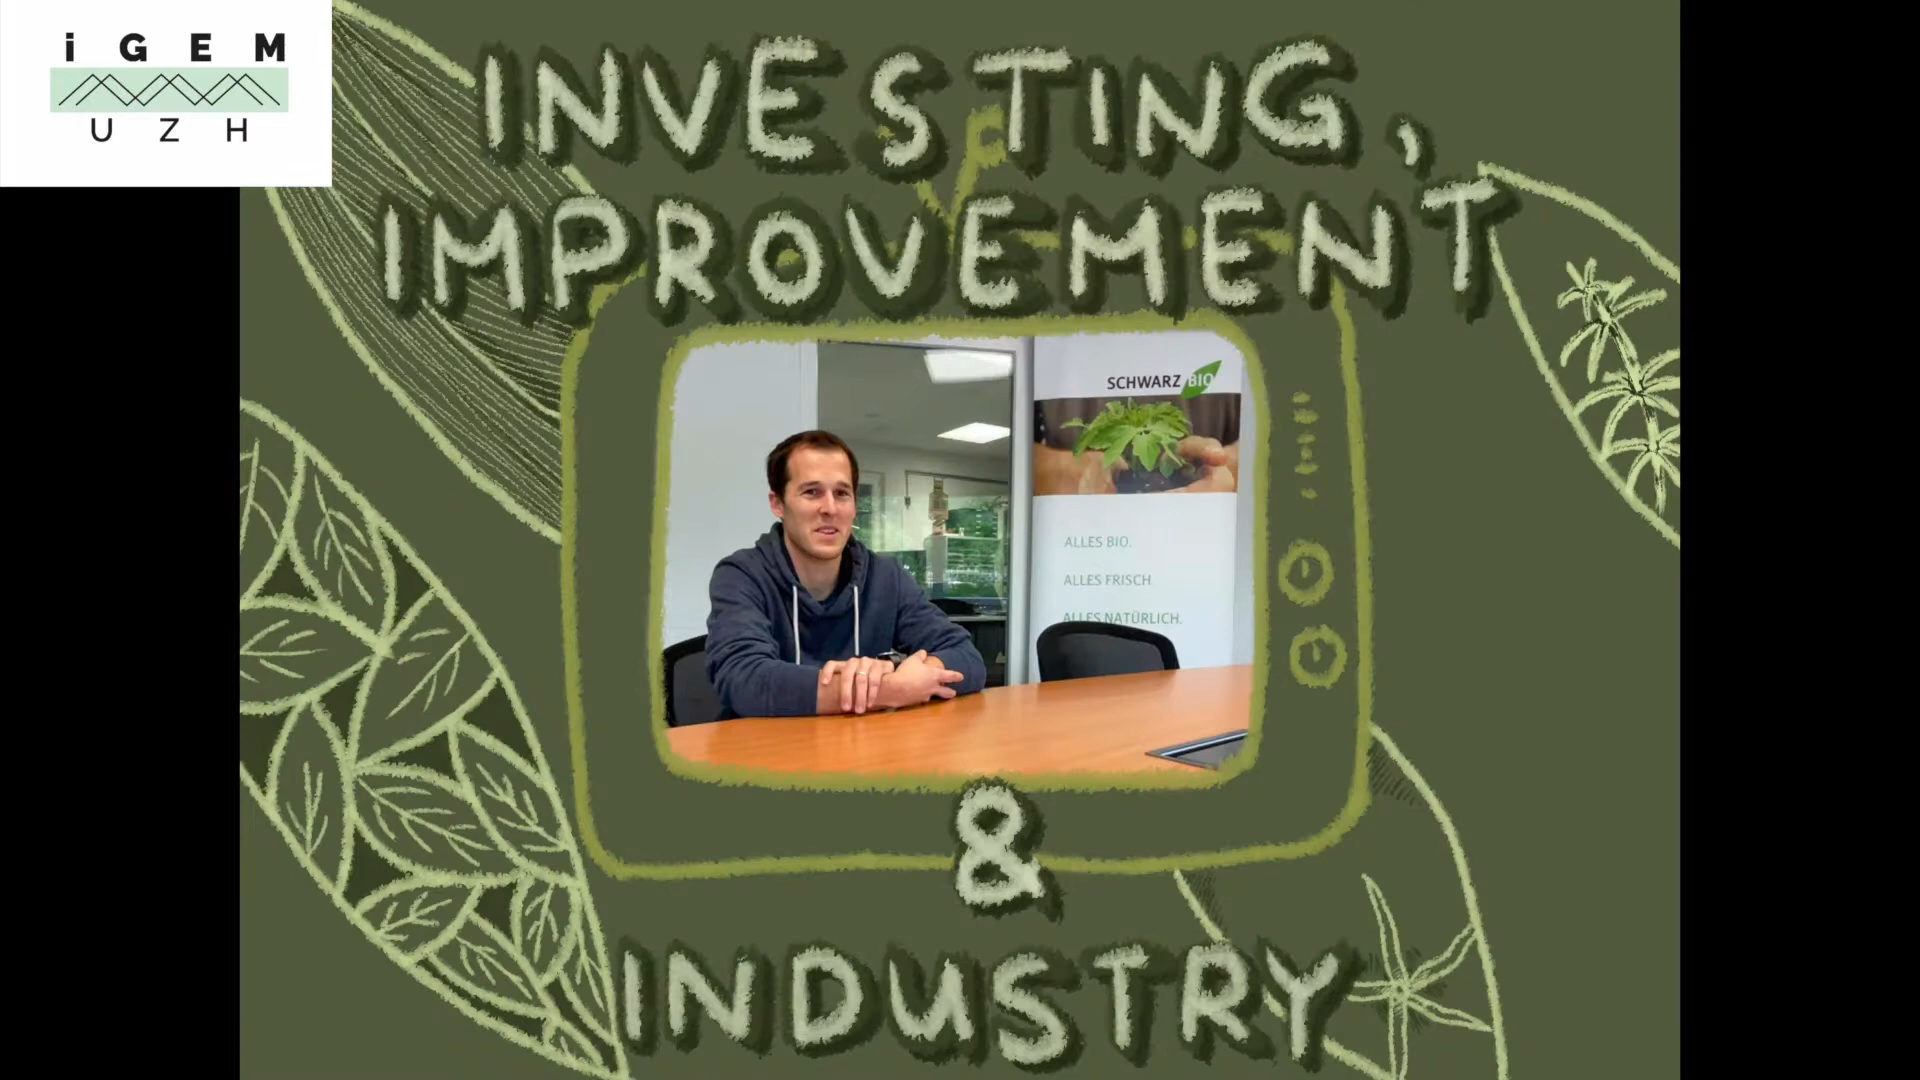 iGEM
UZH
INVESTING,
IMPROVEMENT
SCHWARZ BIO
ALLES BIO.
ALLES FRISCH
ALLES NATÜRLICH.
&
INDUSTRY